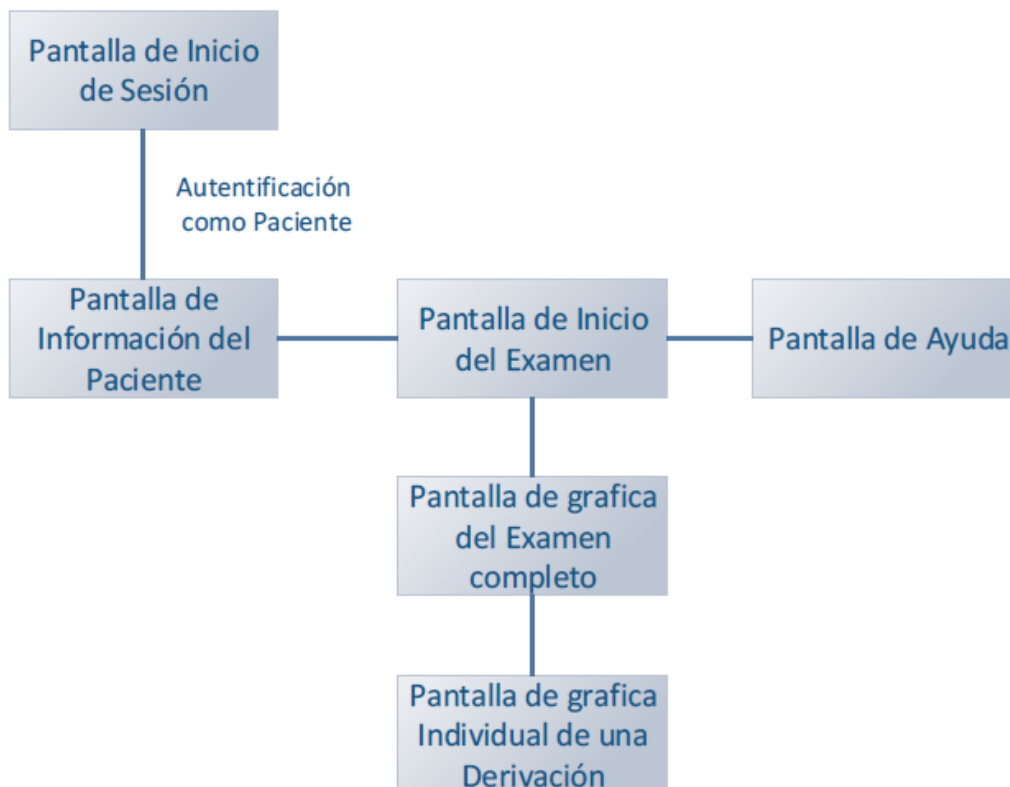 Pantalla de Inicio
de Sesión
Autentificación
como Paciente
Pantalla de
Información del
Paciente
Pantalla de Inicio
del Examen
Pantalla de Ayuda
Pantalla de grafica
del Examen
completo
Pantalla de grafica
Individual de una
Derivación